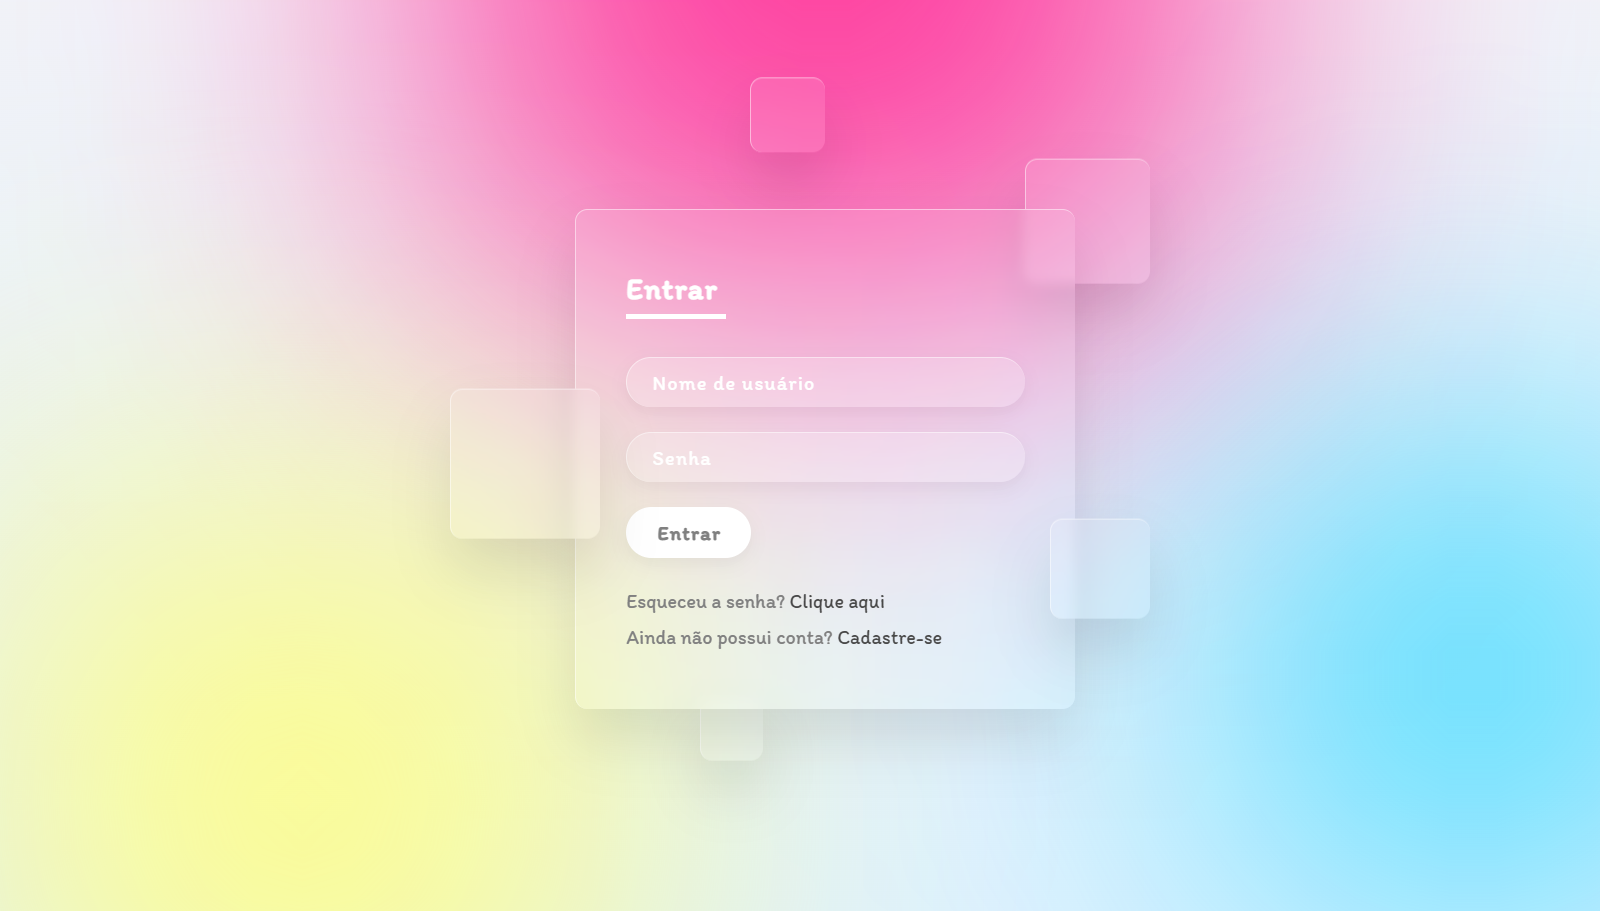 Entrar
Nome de usuário
Senha
Entrar
Esqueceu a senha? Clique aqui
Ainda não possui conta? Cadastre-se